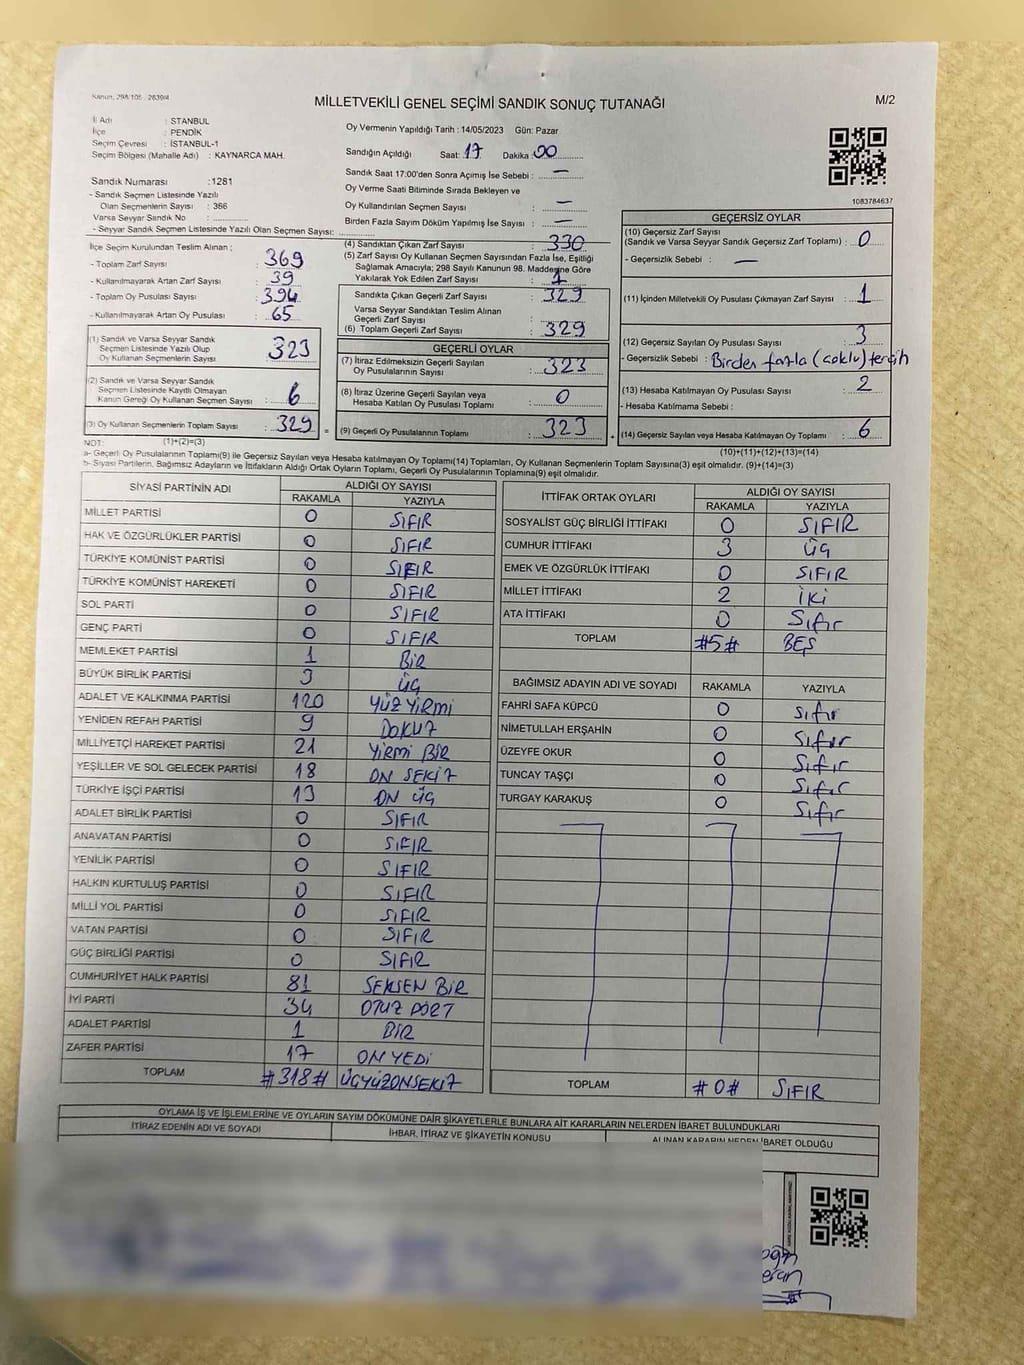 Kanun, 298/105 - 2839/4
MİLLETVEKİLİ GENEL SEÇİMİ SANDIK SONUÇ TUTANAĞI
M/2
İl Adı : STANBUL
İlçe : PENDİK
Seçim Çevresi : İSTANBUL-1
Seçim Bölgesi (Mahalle Adı) : KAYNARCA MAH.
Oy Vermenin Yapıldığı Tarih : 14/05/2023 Gün: Pazar
Sandığın Açıldığı Saat: 17 Dakika : 00
Sandık Saat 17:00'den Sonra Açımış İse Sebebi : —
Oy Verme Saati Bitiminde Sırada Bekleyen ve
Oy Kullandırılan Seçmen Sayısı : —
Birden Fazla Sayım Döküm Yapılmış İse Sayısı : —
1083784637
Sandık Numarası :1281
- Sandık Seçmen Listesinde Yazılı
Olan Seçmenlerin Sayısı : 366
Varsa Seyyar Sandık No :
- Seyyar Sandık Seçmen Listesinde Yazılı Olan Seçmen Sayısı:
İlçe Seçim Kurulundan Teslim Alınan ;
- Toplam Zarf Sayısı : 369
- Kullanılmayarak Artan Zarf Sayısı : 39
- Toplam Oy Pusulası Sayısı : 394
- Kullanılmayarak Artan Oy Pusulası : 65
(1) Sandık ve Varsa Seyyar Sandık
Seçmen Listesinde Yazılı Olup
Oy Kullanan Seçmenlerin Sayısı : 323
(2) Sandık ve Varsa Seyyar Sandık
Seçmen Listesinde Kayıtlı Olmayan
Kanun Gereği Oy Kullanan Seçmen Sayısı : 6
(3) Oy Kullanan Seçmenlerin Toplam Sayısı : 329
(4) Sandıktan Çıkan Zarf Sayısı : 330
(5) Zarf Sayısı Oy Kullanan Seçmen Sayısından Fazla İse, Eşitliği
Sağlamak Amacıyla; 298 Sayılı Kanunun 98. Maddesine Göre
Yakılarak Yok Edilen Zarf Sayısı : 1
Sandıkta Çıkan Geçerli Zarf Sayısı : 329
Varsa Seyyar Sandıktan Teslim Alınan
Geçerli Zarf Sayısı :
(6) Toplam Geçerli Zarf Sayısı : 329
GEÇERLİ OYLAR
(7) İtiraz Edilmeksizin Geçerli Sayılan
Oy Pusulalarının Sayısı : 323
(8) İtiraz Üzerine Geçerli Sayılan veya
Hesaba Katılan Oy Pusulası Toplamı : 0
= (9) Geçerli Oy Pusulalarının Toplamı : 323
GEÇERSİZ OYLAR
(10) Geçersiz Zarf Sayısı
(Sandık ve Varsa Seyyar Sandık Geçersiz Zarf Toplamı) : 0
- Geçersizlik Sebebi : —
(11) İçinden Milletvekili Oy Pusulası Çıkmayan Zarf Sayısı : 1
(12) Geçersiz Sayılan Oy Pusulası Sayısı : 3
- Geçersizlik Sebebi : Birden fazla (çoklu) tercih
(13) Hesaba Katılmayan Oy Pusulası Sayısı : 2
- Hesaba Katılmama Sebebi :
+ (14) Geçersiz Sayılan veya Hesaba Katılmayan Oy Toplamı : 6
NOT: (1)+(2)=(3)
(10)+(11)+(12)+(13)=(14)
a- Geçerli Oy Pusulalarının Toplamı(9) ile Geçersiz Sayılan veya Hesaba Katılmayan Oy Toplamı(14) Toplamları, Oy Kullanan Seçmenlerin Toplam Sayısına(3) eşit olmalıdır. (9)+(14)=(3)
b- Siyasi Partilerin, Bağımsız Adayların ve İttifakların Aldığı Ortak Oyların Toplamı, Geçerli Oy Pusulalarının Toplamına(9) eşit olmalıdır.
SİYASİ PARTİNİN ADI
ALDIĞI OY SAYISI
RAKAMLA YAZIYLA
MİLLET PARTİSİ 0 SIFIR
HAK VE ÖZGÜRLÜKLER PARTİSİ 0 SIFIR
TÜRKİYE KOMÜNİST PARTİSİ 0 SIFIR
TÜRKİYE KOMÜNİST HAREKETİ 0 SIFIR
SOL PARTİ 0 SIFIR
GENÇ PARTİ 0 SIFIR
MEMLEKET PARTİSİ 1 BİR
BÜYÜK BİRLİK PARTİSİ 3 ÜÇ
ADALET VE KALKINMA PARTİSİ 120 YÜZ YİRMİ
YENİDEN REFAH PARTİSİ 9 DOKUZ
MİLLİYETÇİ HAREKET PARTİSİ 21 YİRMİ BİR
YEŞİLLER VE SOL GELECEK PARTİSİ 18 ON SEKİZ
TÜRKİYE İŞÇİ PARTİSİ 13 ON ÜÇ
ADALET BİRLİK PARTİSİ 0 SIFIR
ANAVATAN PARTİSİ 0 SIFIR
YENİLİK PARTİSİ 0 SIFIR
HALKIN KURTULUŞ PARTİSİ 0 SIFIR
MİLLİ YOL PARTİSİ 0 SIFIR
VATAN PARTİSİ 0 SIFIR
GÜÇ BİRLİĞİ PARTİSİ 0 SIFIR
CUMHURİYET HALK PARTİSİ 81 SEKSEN BİR
İYİ PARTİ 34 OTUZ DÖRT
ADALET PARTİSİ 1 BİR
ZAFER PARTİSİ 17 ON YEDİ
TOPLAM #318# ÜÇYÜZONSEKİZ
İTTİFAK ORTAK OYLARI
ALDIĞI OY SAYISI
RAKAMLA YAZIYLA
SOSYALİST GÜÇ BİRLİĞİ İTTİFAKI 0 SIFIR
CUMHUR İTTİFAKI 3 ÜÇ
EMEK VE ÖZGÜRLÜK İTTİFAKI 0 SIFIR
MİLLET İTTİFAKI 2 İKİ
ATA İTTİFAKI 0 Sıfır
TOPLAM #5# BEŞ
BAĞIMSIZ ADAYIN ADI VE SOYADI RAKAMLA YAZIYLA
FAHRİ SAFA KÜPCÜ 0 Sıfır
NİMETULLAH ERŞAHİN 0 Sıfır
ÜZEYFE OKUR 0 Sıfır
TUNCAY TAŞÇI 0 Sıfır
TURGAY KARAKUŞ 0 Sıfır
TOPLAM #0# SIFIR
OYLAMA İŞ VE İŞLEMLERİNE VE OYLARIN SAYIM DÖKÜMÜNE DAİR ŞİKAYETLERLE BUNLARA AİT KARARLARIN NELERDEN İBARET BULUNDUKLARI
İTİRAZ EDENİN ADI VE SOYADI
İHBAR, İTİRAZ VE ŞİKAYETİN KONUSU
ALINAN KARARIN NEDEN İBARET OLDUĞU